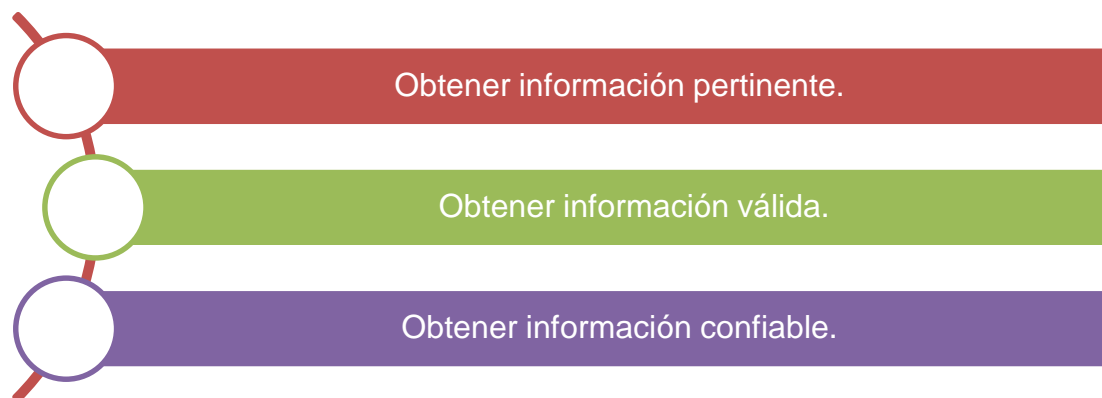 Obtener información pertinente.
Obtener información válida.
Obtener información confiable.